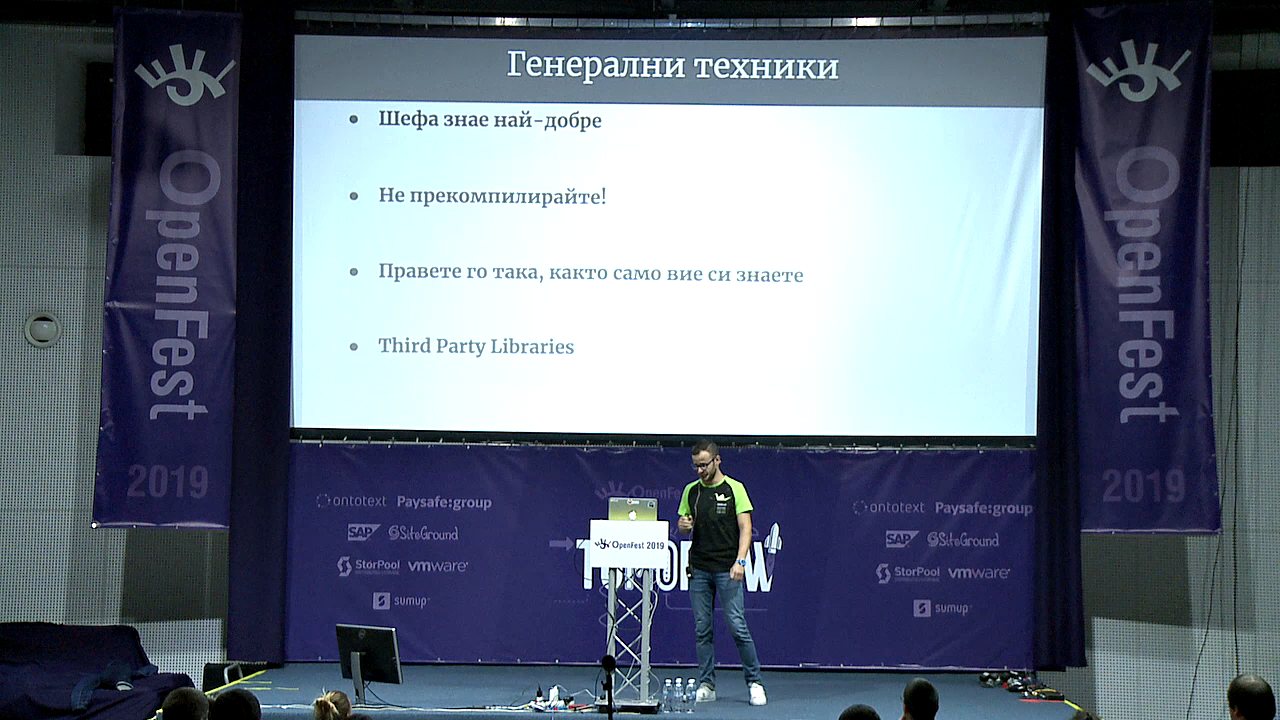 Генерални техники
Шефа знае най-добре
Не прекомпилирайте!
Правете го така, както само вие си знаете
Third Party Libraries
OpenFest
2019
OpenFest
2019
ontotext Paysafe:group
SAP SiteGround
StorPool vmware
sumup
OpenFest 2019
ontotext Paysafe:group
SAP SiteGround
StorPool vmware
sumup